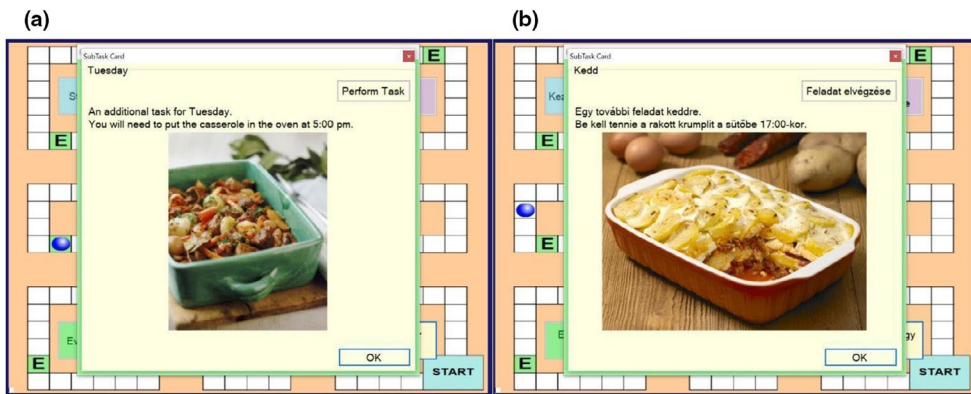 (a)
E
SubTask Card
Tuesday
Perform Task
An additional task for Tuesday.
You will need to put the casserole in the oven at 5:00 pm.
E
E
OK
START
(b)
E
SubTask Card
Kedd
Feladat elvégzése
Egy további feladat keddre.
Be kell tennie a rakott krumplit a sütőbe 17:00-kor.
E
E
E
OK
START